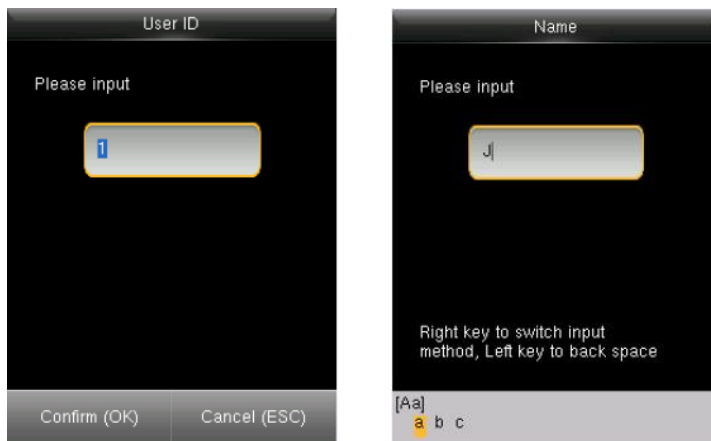 User ID
Please input
1
Confirm (OK) Cancel (ESC)
Name
Please input
J
Right key to switch input
method, Left key to back space
[Aa]
a b c